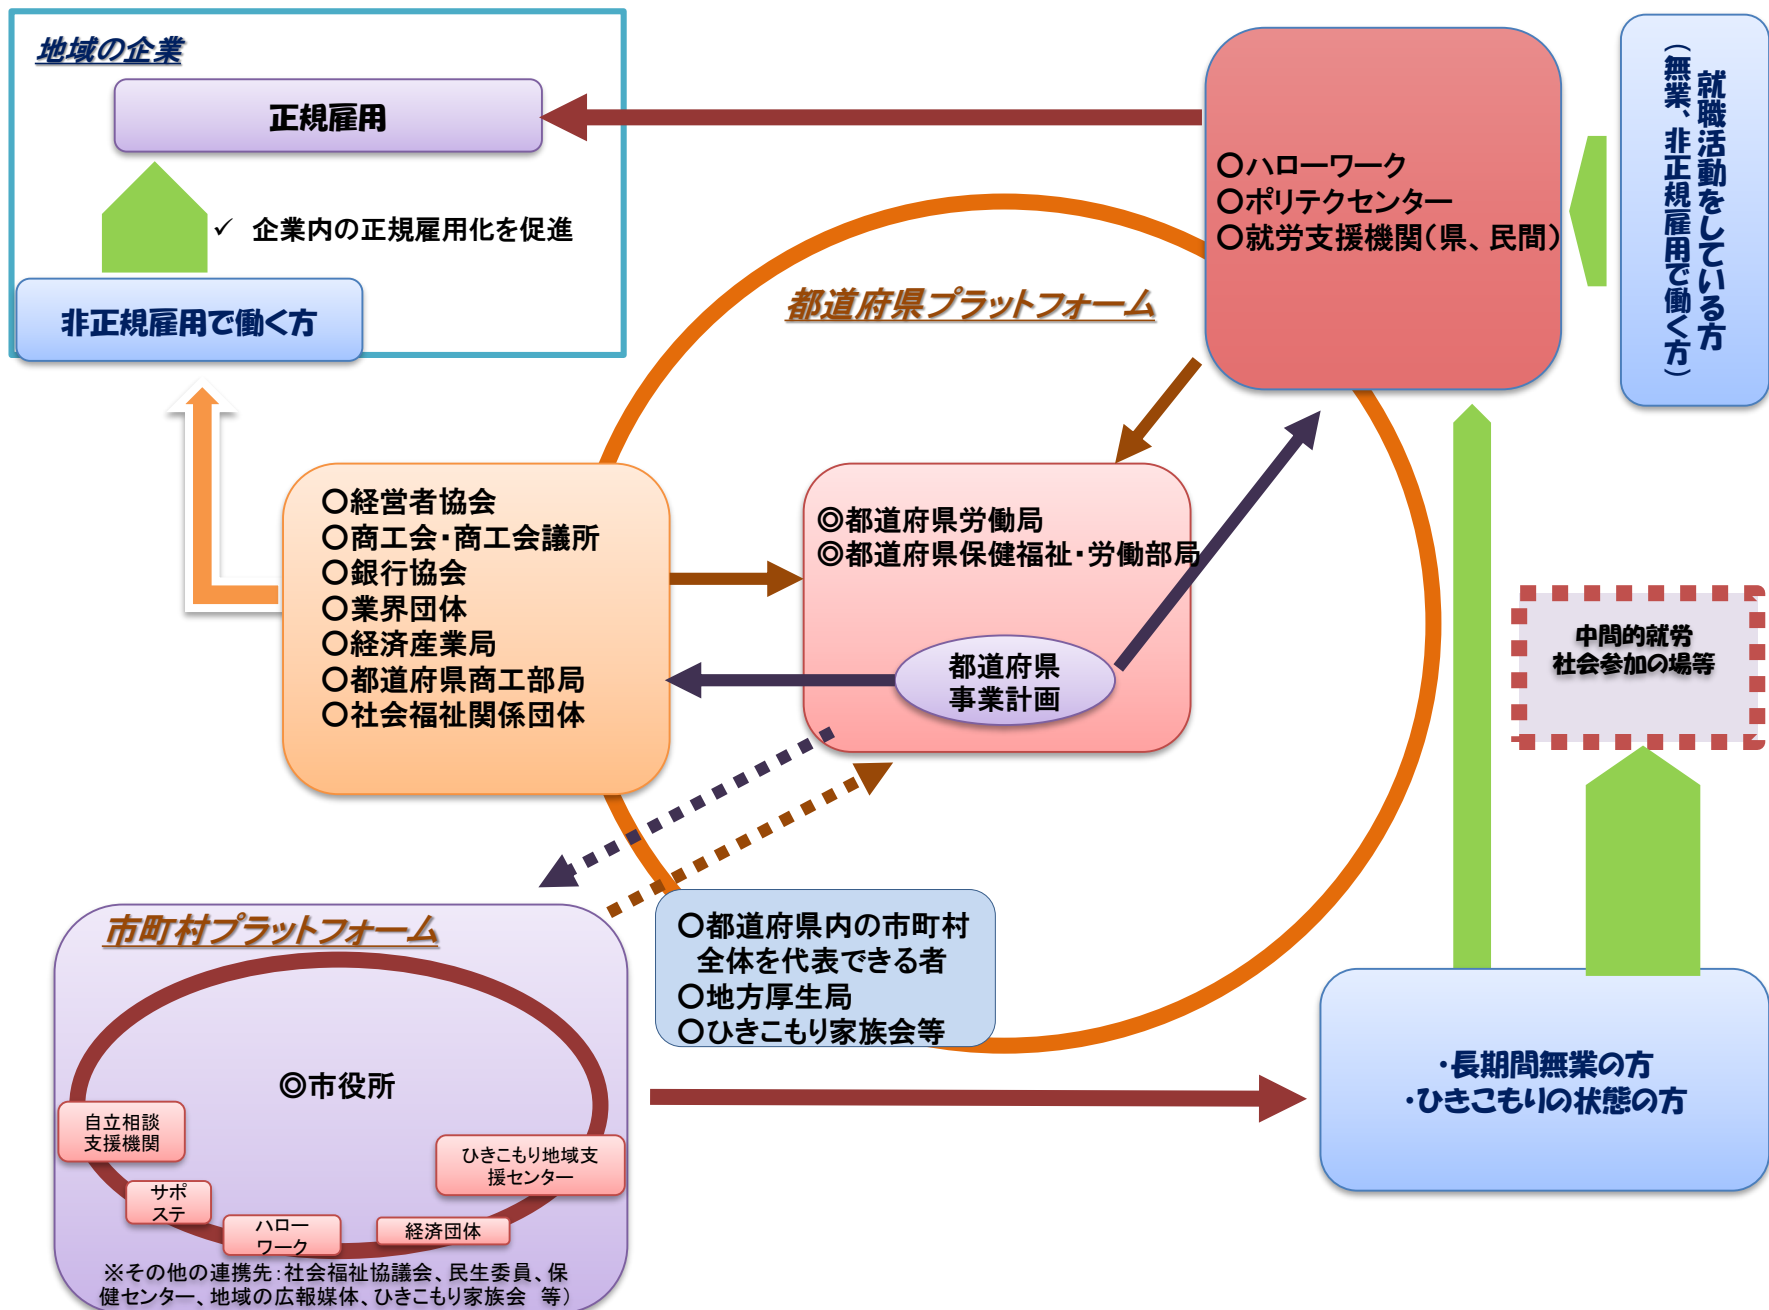 地域の企業
正規雇用
✓ 企業内の正規雇用化を促進
非正規雇用で働く方
○ハローワーク
○ポリテクセンター
○就労支援機関(県、民間)
就職活動をしている方
(無業、非正規雇用で働く方)
都道府県プラットフォーム
○経営者協会
○商工会・商工会議所
○銀行協会
○業界団体
○経済産業局
○都道府県商工部局
○社会福祉関係団体
◎都道府県労働局
◎都道府県保健福祉・労働部局
都道府県
事業計画
中間的就労
社会参加の場等
市町村プラットフォーム
◎市役所
自立相談
支援機関
サポ
ステ
ハロー
ワーク
経済団体
ひきこもり地域支
援センター
※その他の連携先:社会福祉協議会、民生委員、保
健センター、地域の広報媒体、ひきこもり家族会 等)
○都道府県内の市町村
全体を代表できる者
○地方厚生局
○ひきこもり家族会等
・長期間無業の方
・ひきこもりの状態の方